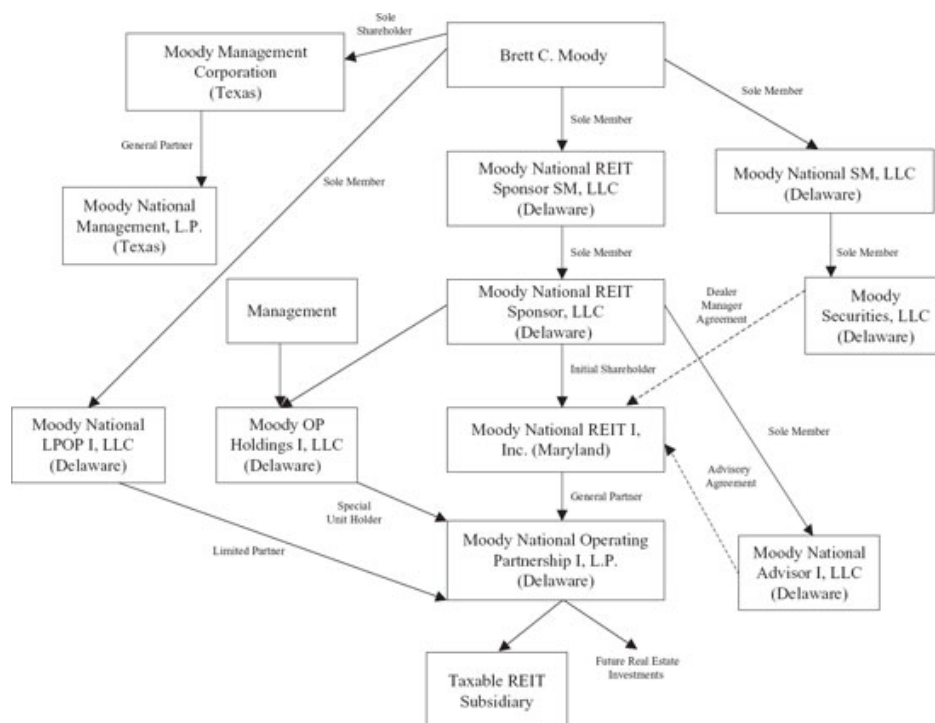 Sole
Shareholder
Moody Management
Corporation
(Texas)
Brett C. Moody
Sole Member
Sole Member
General Partner
Sole Member
Moody National REIT
Sponsor SM, LLC
(Delaware)
Moody National SM, LLC
(Delaware)
Moody National
Management, L.P.
(Texas)
Sole Member
Sole Member
Management
Moody National REIT
Sponsor, LLC
(Delaware)
Dealer
Manager
Agreement
Moody
Securities, LLC
(Delaware)
Initial Shareholder
Moody National
LPOP I, LLC
(Delaware)
Moody OP
Holdings I, LLC
(Delaware)
Moody National REIT I,
Inc. (Maryland)
Sole Member
Advisory
Agreement
Special
Unit Holder
General Partner
Limited Partner
Moody National Operating
Partnership I, L.P.
(Delaware)
Moody National
Advisor I, LLC
(Delaware)
Taxable REIT
Subsidiary
Future Real Estate
Investments